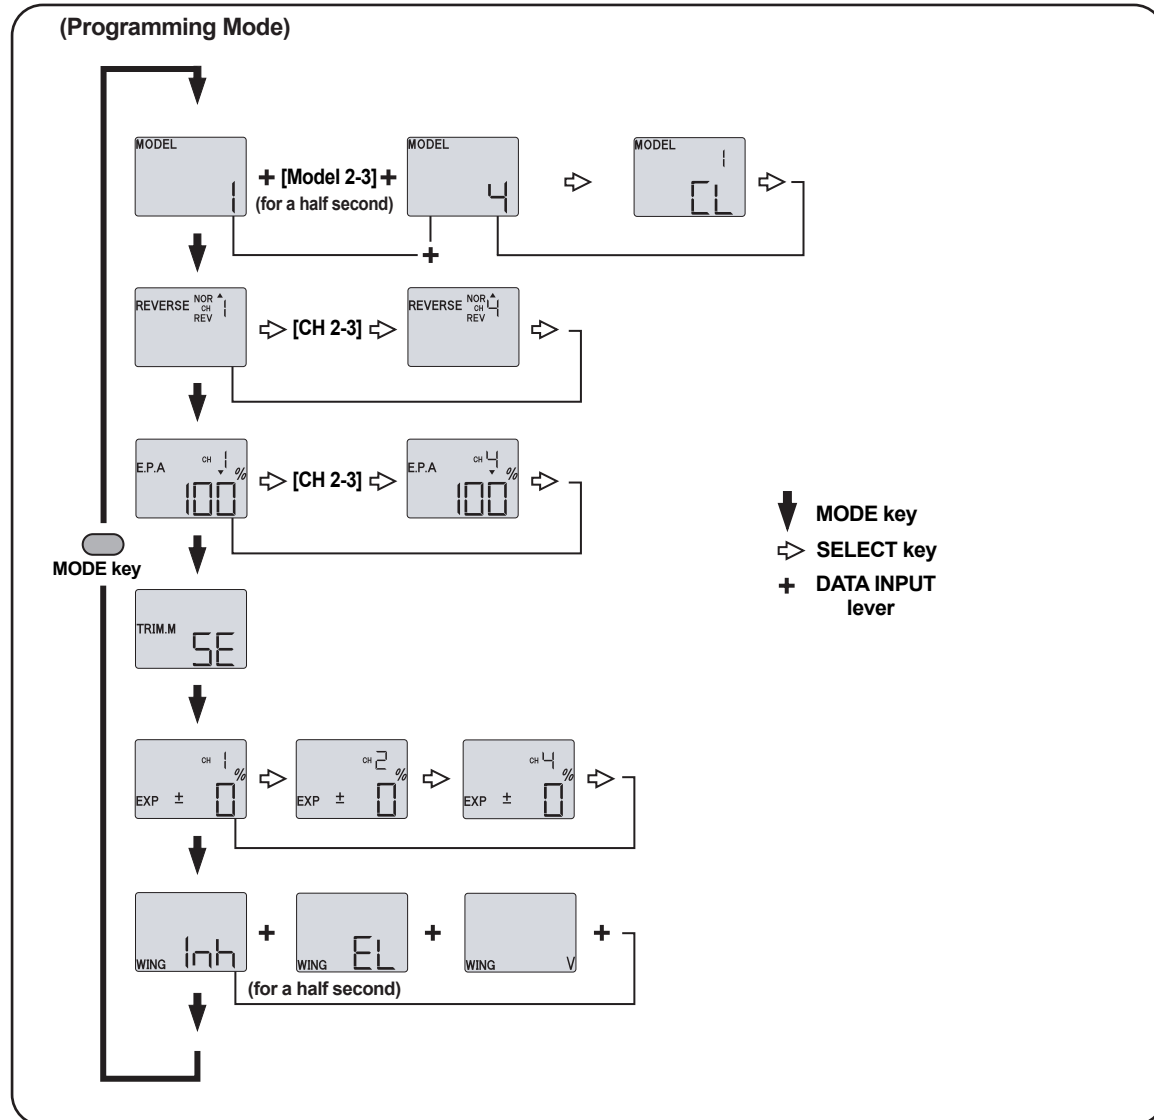 (Programming Mode)
MODEL
1
+ [Model 2-3] +
(for a half second)
MODEL
4
MODEL
1
CL
+
REVERSE NOR CH REV 1
[CH 2-3]
REVERSE NOR CH REV 4
E.P.A CH 1
100 %
[CH 2-3]
E.P.A CH 4
100 %
MODE key
SELECT key
+ DATA INPUT
lever
MODE key
TRIM.M SE
CH 1
EXP ± 0 %
CH 2
EXP ± 0 %
CH 4
EXP ± 0 %
WING Inh
+
WING EL
+
WING V
+
(for a half second)